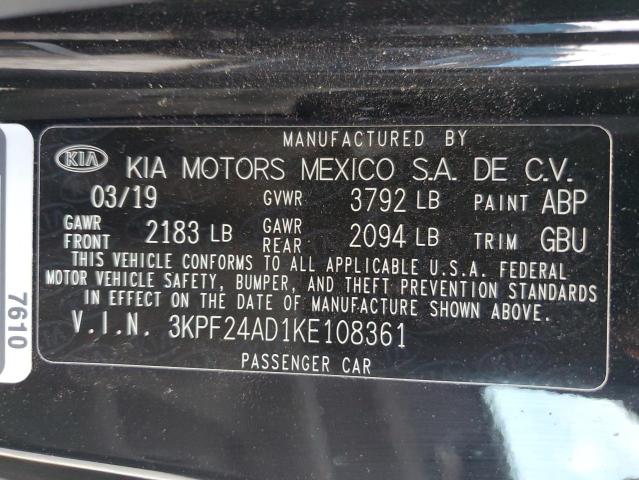 MANUFACTURED BY
KIA KIA MOTORS MEXICO S.A. DE C.V.
03/19 GVWR 3792 LB PAINT ABP
GAWR FRONT 2183 LB GAWR REAR 2094 LB TRIM GBU
THIS VEHICLE CONFORMS TO ALL APPLICABLE U.S.A. FEDERAL
MOTOR VEHICLE SAFETY, BUMPER, AND THEFT PREVENTION STANDARDS
IN EFFECT ON THE DATE OF MANUFACTURE SHOWN ABOVE.
V.I.N. 3KPF24AD1KE108361
PASSENGER CAR
7610